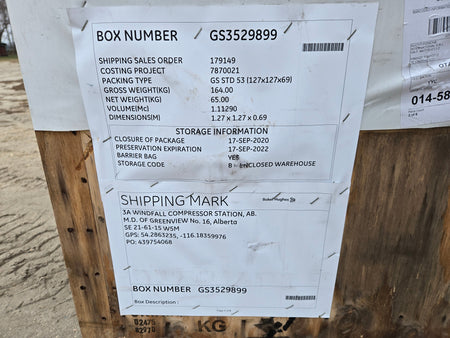 BOX NUMBER GS3529899
SHIPPING SALES ORDER 179149
COSTING PROJECT 7870021
PACKING TYPE GS STD 53 (127x127x69)
GROSS WEIGHT(KG) 164.00
NET WEIGHT(KG) 65.00
VOLUME(Mc) 1.11290
DIMENSIONS(M) 1.27 x 1.27 x 0.69
STORAGE INFORMATION
CLOSURE OF PACKAGE 17-SEP-2020
PRESERVATION EXPIRATION 17-SEP-2022
BARRIER BAG YES
STORAGE CODE B - ENCLOSED WAREHOUSE
SHIPPING MARK
Baker Hughes
3A WINDFALL COMPRESSOR STATION, AB.
M.D. OF GREENVIEW No. 16, Alberta
SE 21-61-15 W5M
GPS: 54.2863235, -116.18359976
PO: 439754068
BOX NUMBER GS3529899
Box Description :
014-58
KG